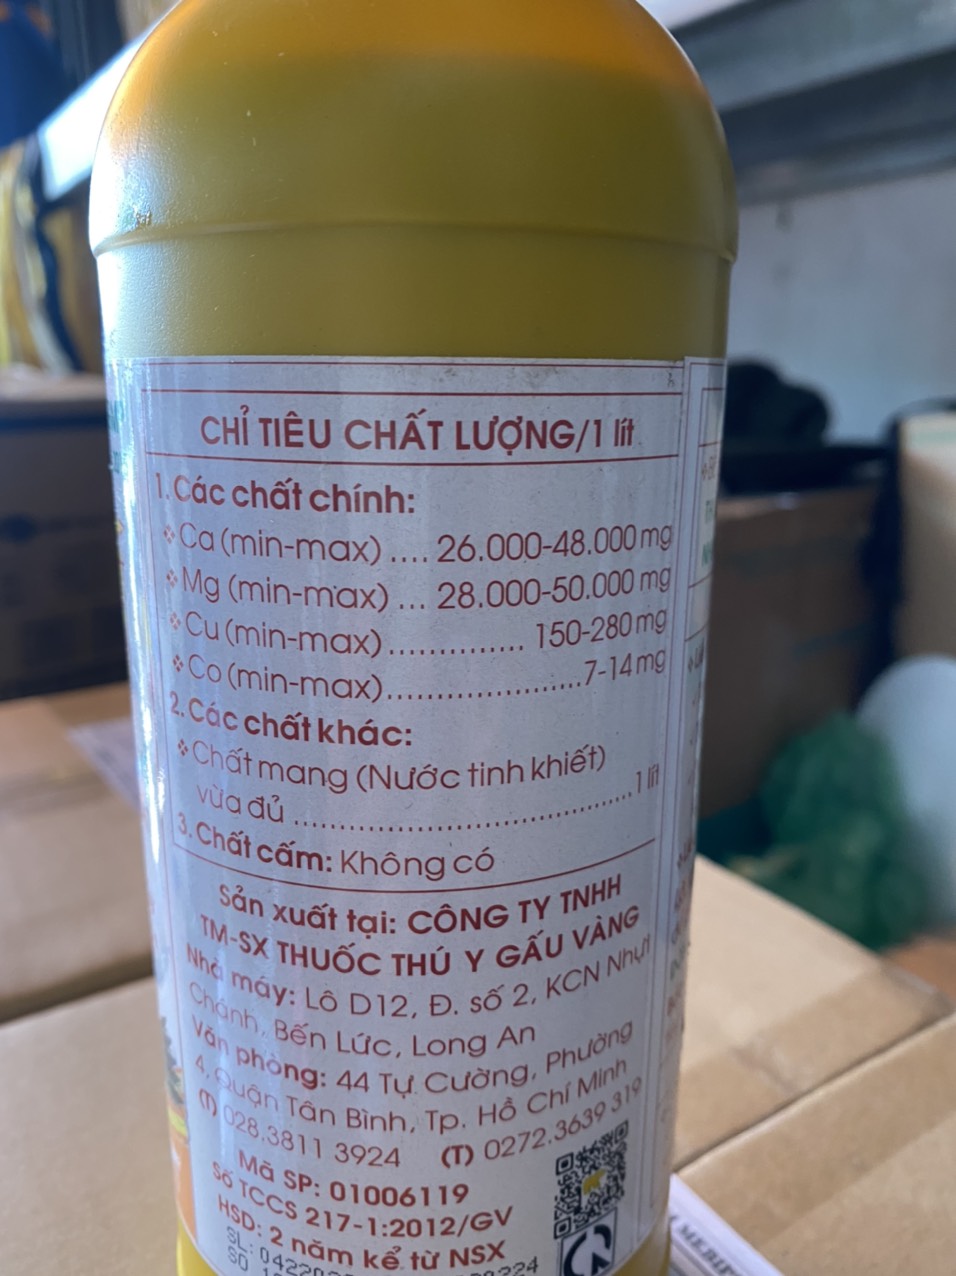 CHỈ TIÊU CHẤT LƯỢNG/1 lít
1. Các chất chính:
❖ Ca (min-max) .... 26.000-48.000 mg
❖ Mg (min-max) ... 28.000-50.000 mg
❖ Cu (min-max) .............. 150-280 mg
❖ Co (min-max) ..................... 7-14 mg
2. Các chất khác:
❖ Chất mang (Nước tinh khiết)
vừa đủ ..................................... 1 lít
3. Chất cấm: Không có
Sản xuất tại: CÔNG TY TNHH
TM-SX THUỐC THÚ Y GẤU VÀNG
Nhà máy: Lô D12, Đ. số 2, KCN Nhựt
Chánh, Bến Lức, Long An
Văn phòng: 44 Tự Cường, Phường
4, Quận Tân Bình, Tp. Hồ Chí Minh
(T) 028.3811 3924 (T) 0272.3639 319
Mã SP: 01006119
Số TCCS 217-1:2012/GV
HSD: 2 năm kể từ NSX